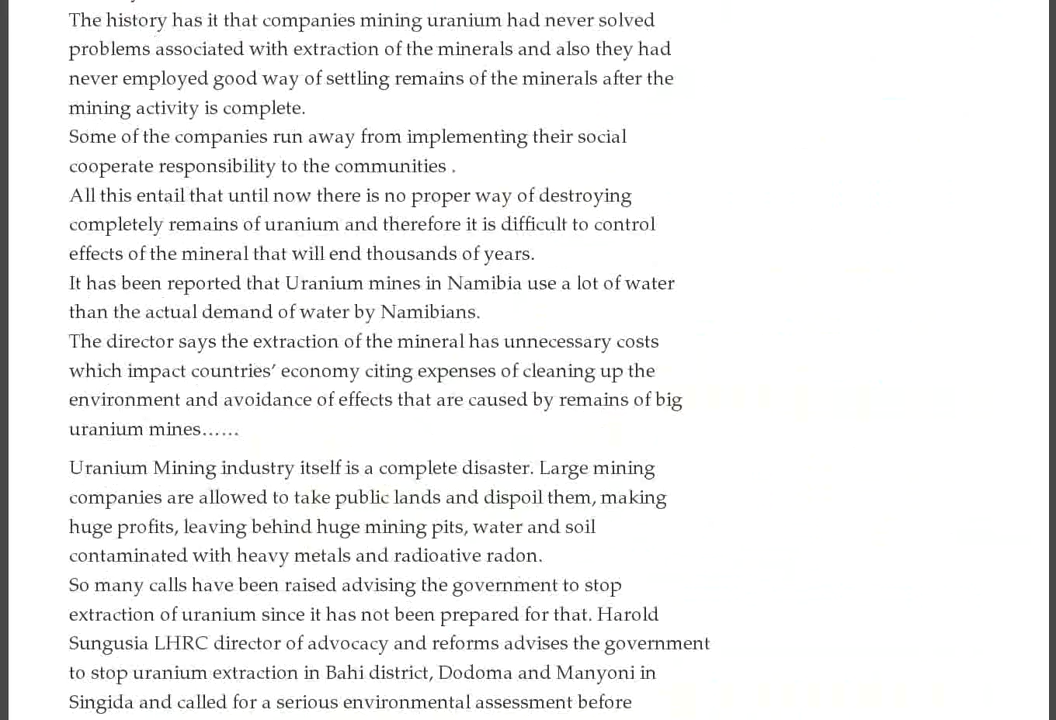 The history has it that companies mining uranium had never solved
problems associated with extraction of the minerals and also they had
never employed good way of settling remains of the minerals after the
mining activity is complete.
Some of the companies run away from implementing their social
cooperate responsibility to the communities .
All this entail that until now there is no proper way of destroying
completely remains of uranium and therefore it is difficult to control
effects of the mineral that will end thousands of years.
It has been reported that Uranium mines in Namibia use a lot of water
than the actual demand of water by Namibians.
The director says the extraction of the mineral has unnecessary costs
which impact countries’ economy citing expenses of cleaning up the
environment and avoidance of effects that are caused by remains of big
uranium mines……
Uranium Mining industry itself is a complete disaster. Large mining
companies are allowed to take public lands and dispoil them, making
huge profits, leaving behind huge mining pits, water and soil
contaminated with heavy metals and radioative radon.
So many calls have been raised advising the government to stop
extraction of uranium since it has not been prepared for that. Harold
Sungusia LHRC director of advocacy and reforms advises the government
to stop uranium extraction in Bahi district, Dodoma and Manyoni in
Singida and called for a serious environmental assessment before